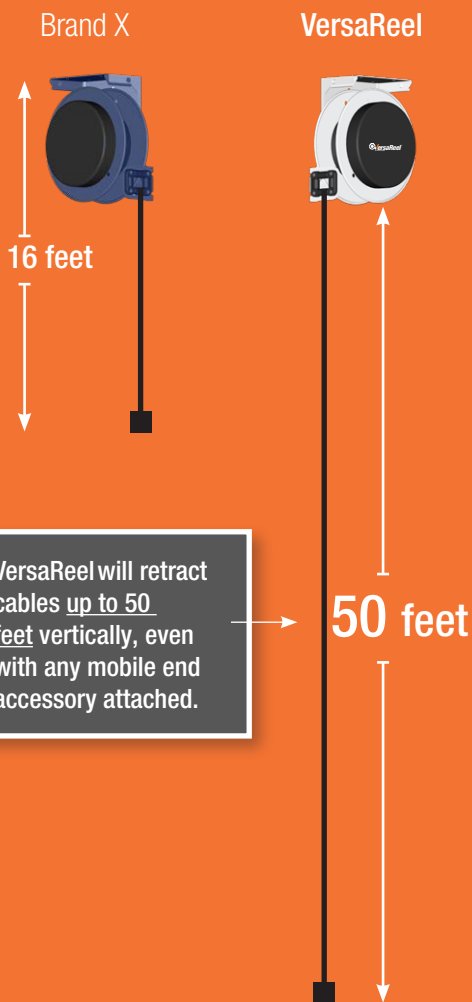 Brand X
VersaReel
VersaReel
16 feet
VersaReel will retract
cables up to 50
feet vertically, even
with any mobile end
accessory attached.
50 feet